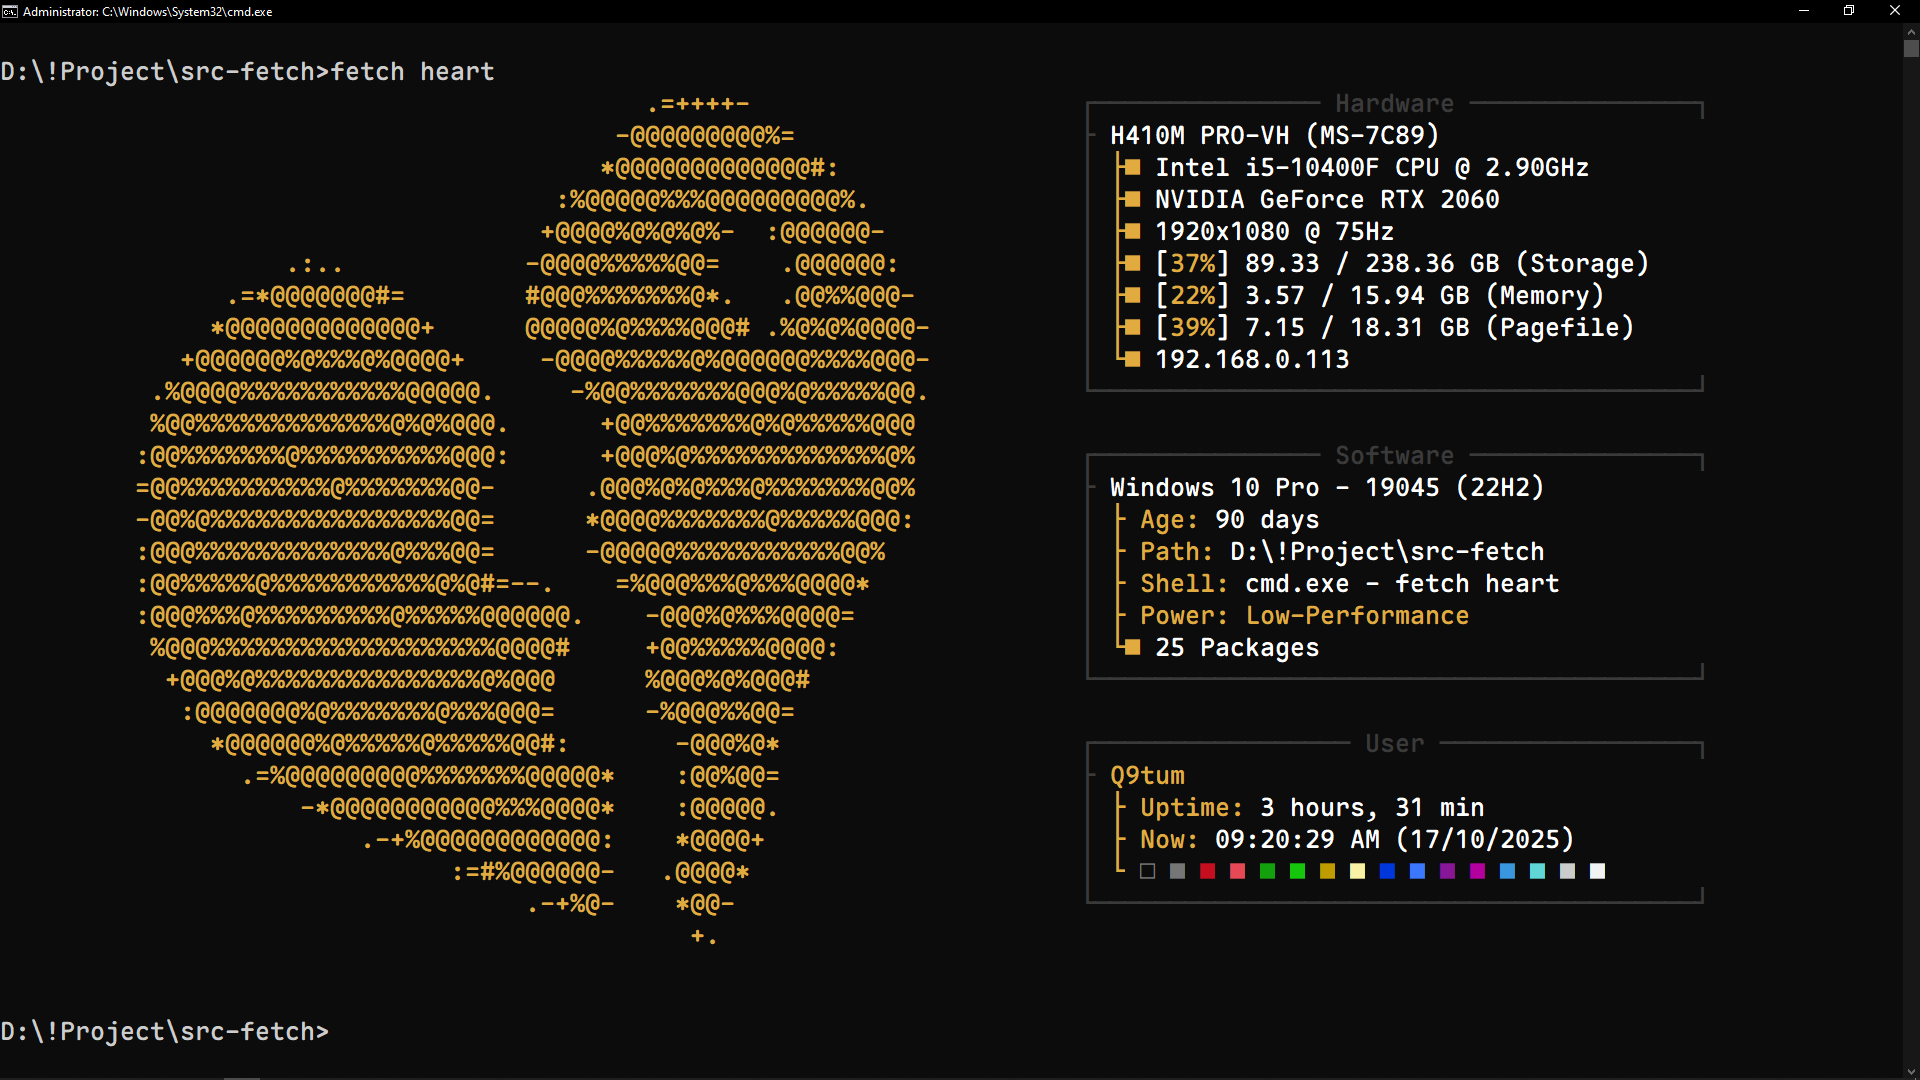 Administrator: C:\Windows\System32\cmd.exe
D:\!Project\src-fetch>fetch heart
Hardware
H410M PRO-VH (MS-7C89)
Intel i5-10400F CPU @ 2.90GHz
NVIDIA GeForce RTX 2060
1920x1080 @ 75Hz
[37%] 89.33 / 238.36 GB (Storage)
[22%] 3.57 / 15.94 GB (Memory)
[39%] 7.15 / 18.31 GB (Pagefile)
192.168.0.113
Software
Windows 10 Pro - 19045 (22H2)
Age: 90 days
Path: D:\!Project\src-fetch
Shell: cmd.exe - fetch heart
Power: Low-Performance
25 Packages
User
Q9tum
Uptime: 3 hours, 31 min
Now: 09:20:29 AM (17/10/2025)
D:\!Project\src-fetch>